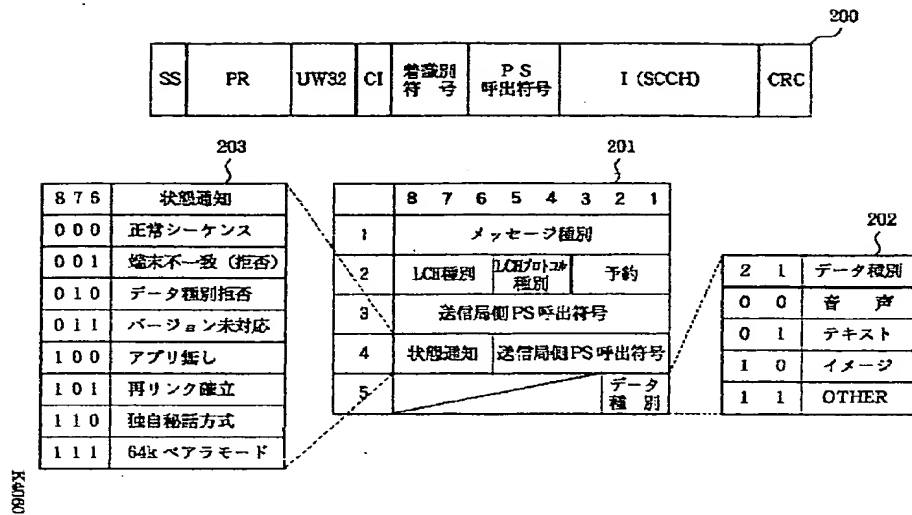 200
SS PR UW32 CI 着識別符号 PS呼出符号 I (SCCH) CRC
203
8 7 6 状態通知
0 0 0 正常シーケンス
0 0 1 端末不一致（拒否）
0 1 0 データ種別拒否
0 1 1 バージョン未対応
1 0 0 アプリ無し
1 0 1 再リンク確立
1 1 0 独自秘話方式
1 1 1 64kベアラモード
201
8 7 6 5 4 3 2 1
1 メッセージ種別
2 LCH種別 LCHプロトコル種別 予約
3 送信局側PS呼出符号
4 状態通知 送信局側PS呼出符号
5 データ種別
202
2 1 データ種別
0 0 音声
0 1 テキスト
1 0 イメージ
1 1 OTHER
K4060